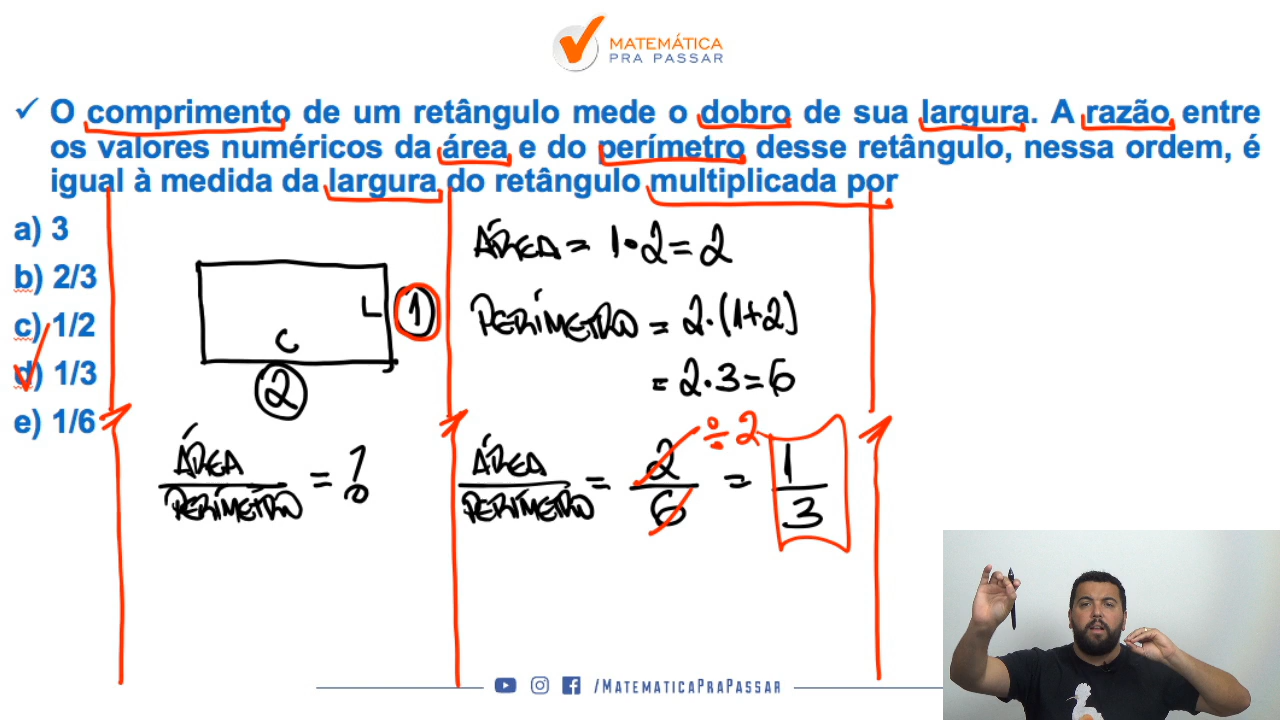 MATEMÁTICA
PRA PASSAR
✓ O comprimento de um retângulo mede o dobro de sua largura. A razão entre
os valores numéricos da área e do perímetro desse retângulo, nessa ordem, é
igual à medida da largura do retângulo multiplicada por
a) 3
b) 2/3
c) 1/2
d) 1/3
e) 1/6
L 1
C
2
ÁREA
PERÍMETRO = ?
ÁREA = 1·2 = 2
PERÍMETRO = 2·(1+2)
= 2·3 = 6
÷2
ÁREA
PERÍMETRO = 2/6 = 1/3
/MATEMATICAPRAPASSAR